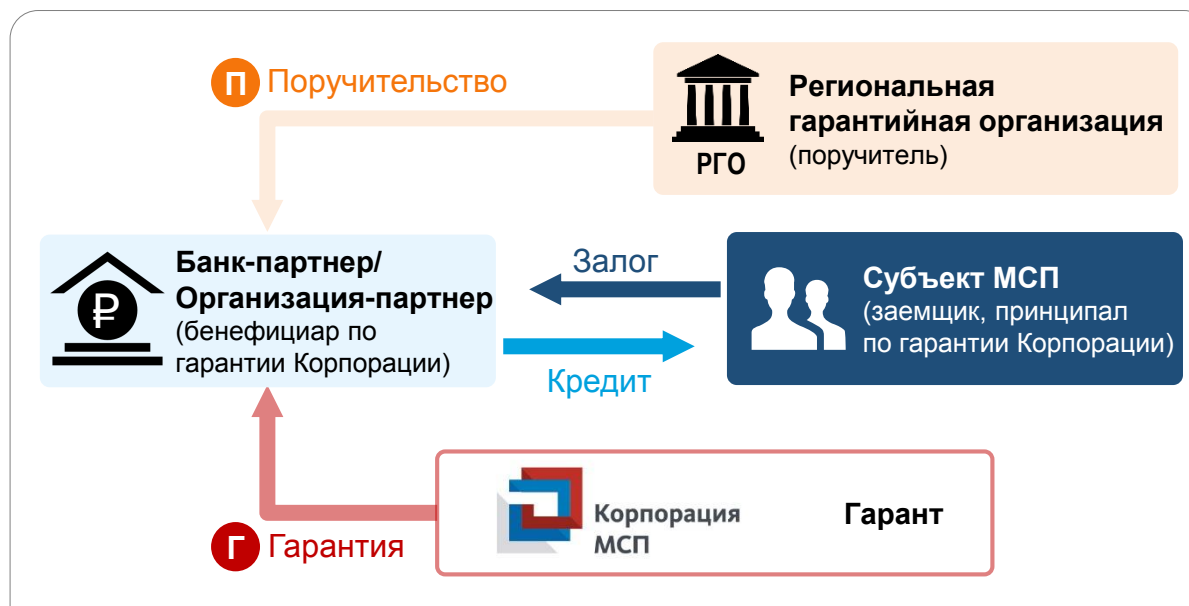 П Поручительство
Региональная
гарантийная организация
(поручитель)
РГО
Банк-партнер/
Организация-партнер
(бенефициар по
гарантии Корпорации)
₽
Залог
Кредит
Субъект МСП
(заемщик, принципал
по гарантии Корпорации)
Г Гарантия
Корпорация
МСП
Гарант